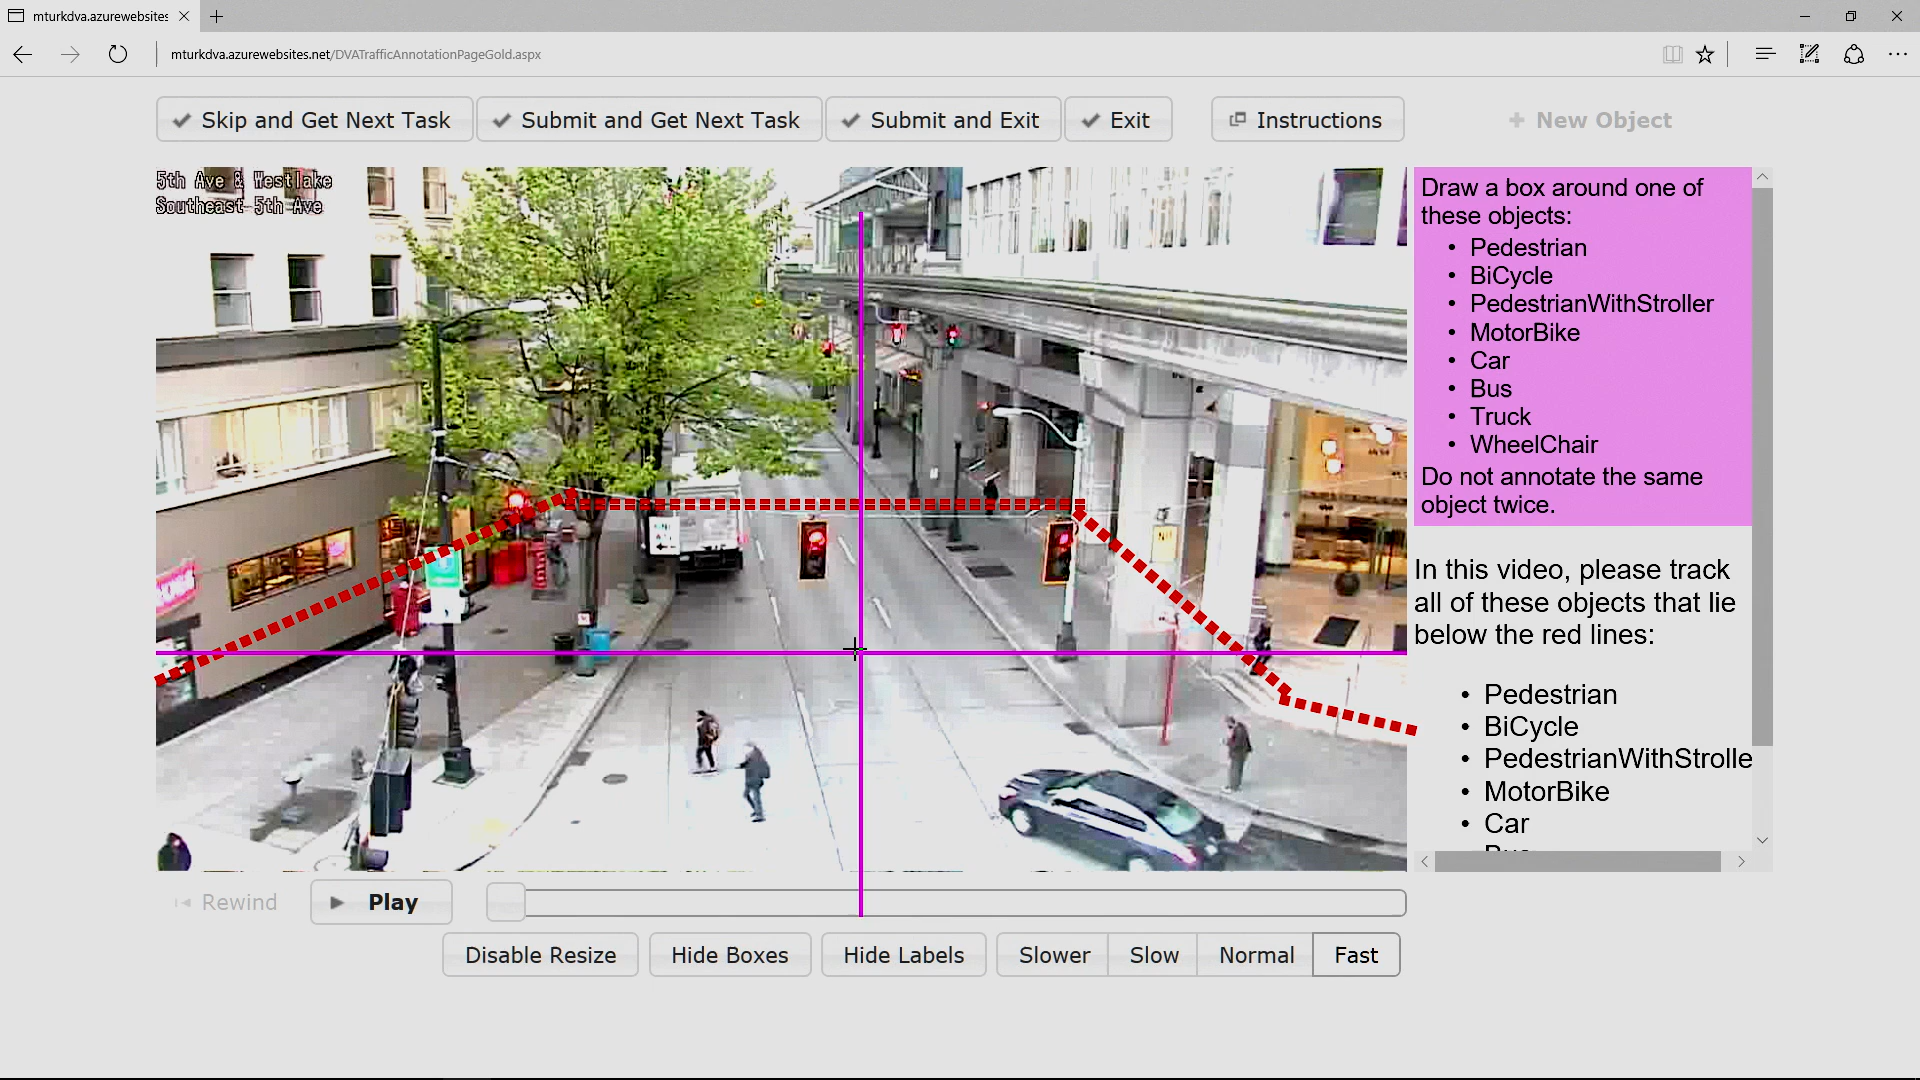 mturkdva.azurewebsites
mturkdva.azurewebsites.net/DVATrafficAnnotationPageGold.aspx
Skip and Get Next Task
Submit and Get Next Task
Submit and Exit
Exit
Instructions
New Object
5th Ave & Westlake
Southeast 5th Ave
Draw a box around one of
these objects:
• Pedestrian
• BiCycle
• PedestrianWithStroller
• MotorBike
• Car
• Bus
• Truck
• WheelChair
Do not annotate the same
object twice.
In this video, please track
all of these objects that lie
below the red lines:
• Pedestrian
• BiCycle
• PedestrianWithStrolle
• MotorBike
• Car
Rewind
Play
Disable Resize
Hide Boxes
Hide Labels
Slower
Slow
Normal
Fast